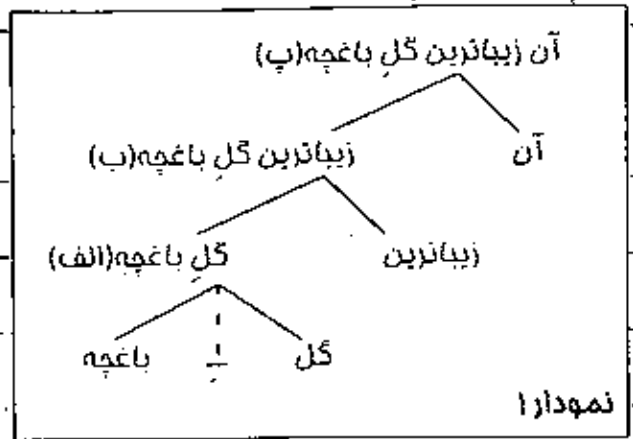 آن زیباترین گلِ باغچه(پ)
آن زیباترین گلِ باغچه(ب)
زیباترین گلِ باغچه(الف)
گل ـِ باغچه
نمودار ۱